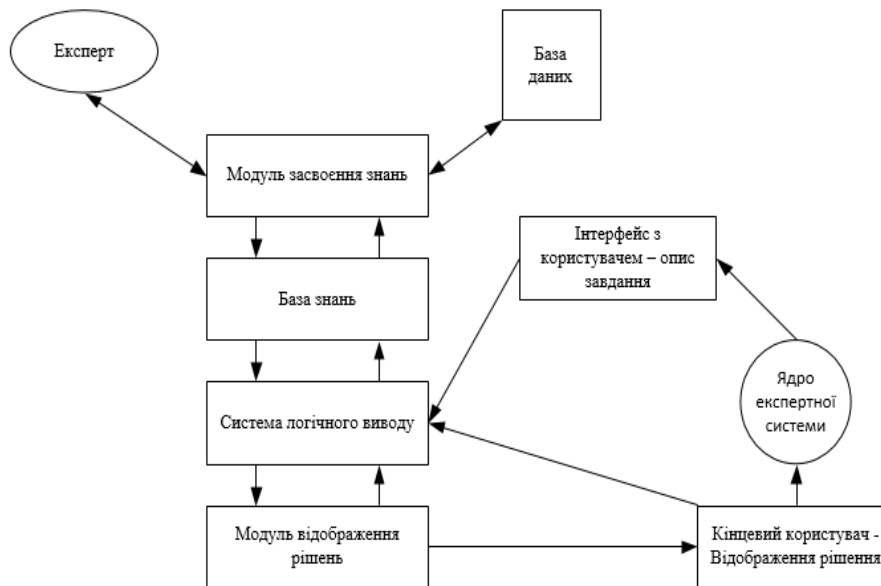 Експерт
База
даних
Модуль засвоєння знань
Інтерфейс з
користувачем – опис
завдання
База знань
Ядро
експертної
системи
Система логічного виводу
Модуль відображення
рішень
Кінцевий користувач -
Відображення рішення